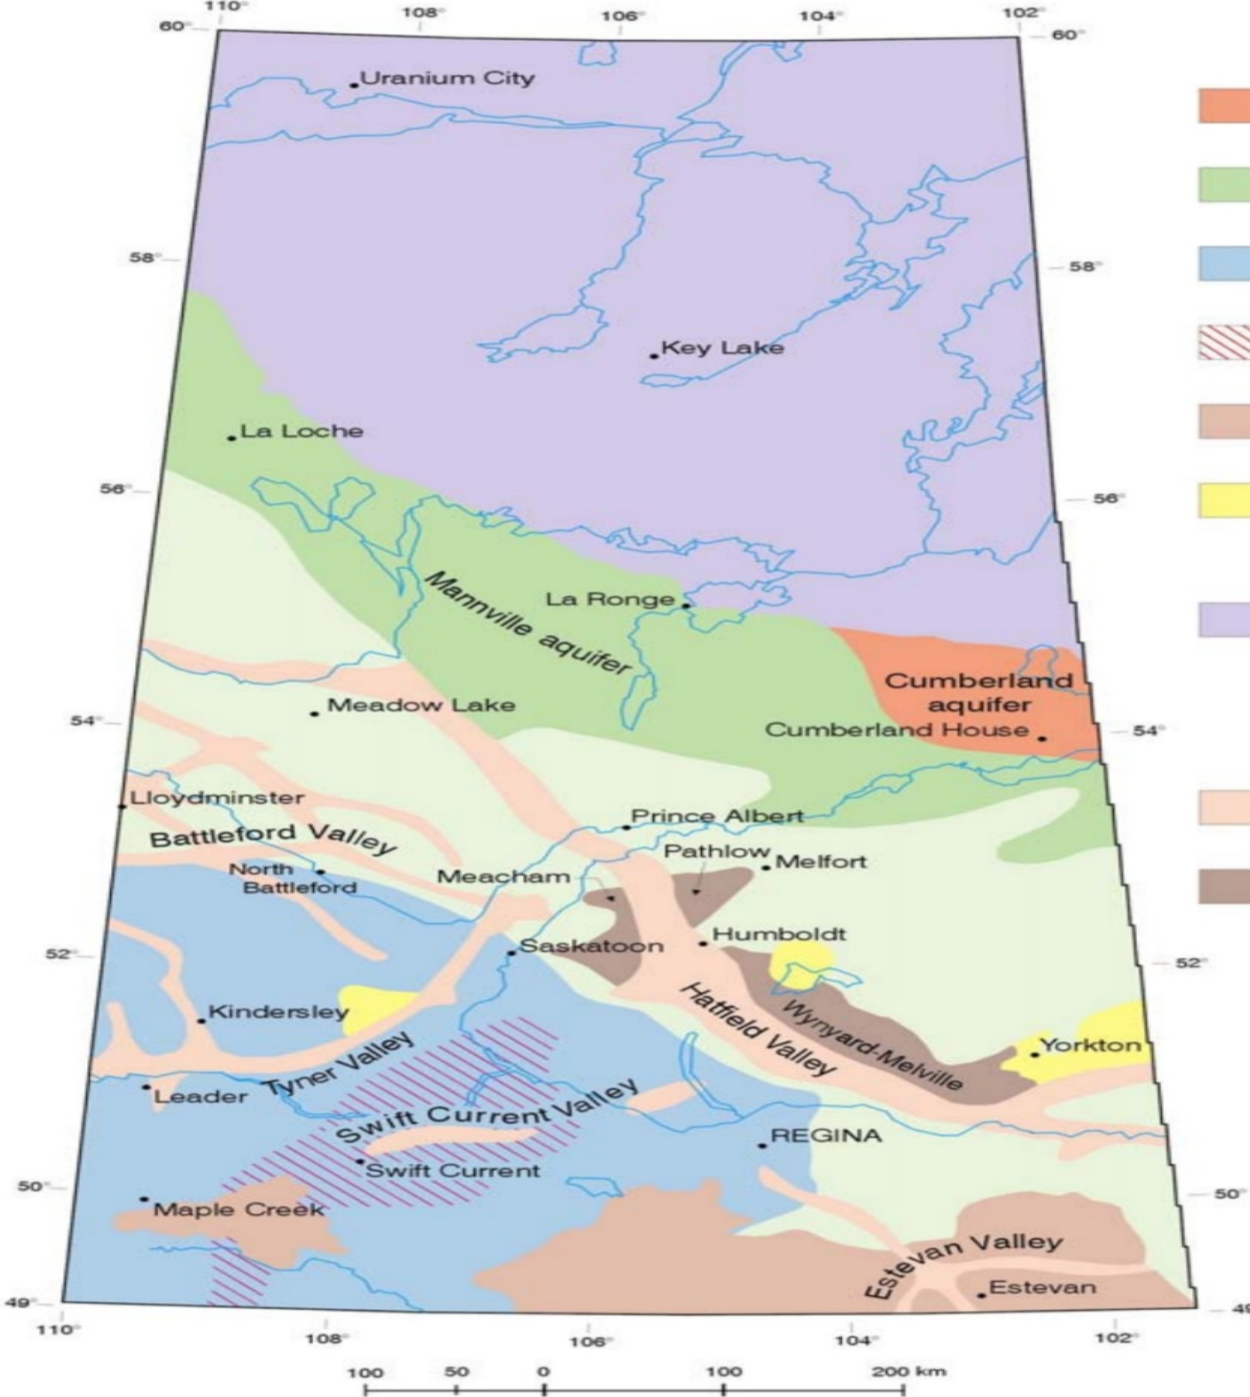 110° 108° 106° 104° 102°
60° 60°
Uranium City
58° 58°
Key Lake
La Loche
56° 56°
Mannville aquifer
La Ronge
Cumberland
aquifer
Cumberland House
Meadow Lake
54° 54°
Lloydminster
Prince Albert
Battleford Valley
Pathlow
Melfort
North
Battleford
Meacham
Humboldt
Saskatoon
52° 52°
Hatfield Valley
Wynyard-Melville
Kindersley
Yorkton
Tyner Valley
Leader
Swift Current Valley
REGINA
Swift Current
50° 50°
Maple Creek
Estevan Valley
Estevan
49° 49
110° 108° 106° 104° 102°
100 50 0 100 200 km